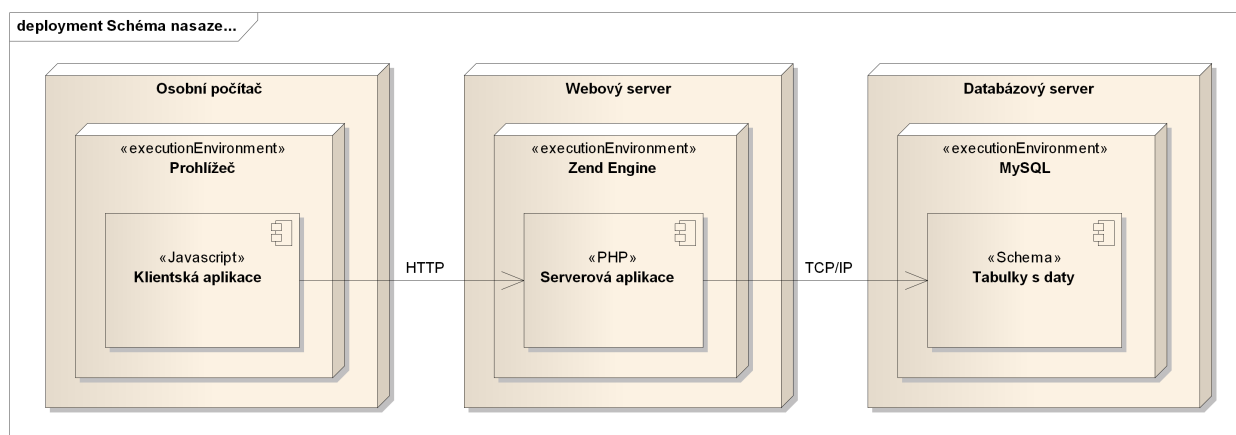 deployment Schéma nasaze...
Osobní počítač
«executionEnvironment»
Prohlížeč
«Javascript»
Klientská aplikace
HTTP
Webový server
«executionEnvironment»
Zend Engine
«PHP»
Serverová aplikace
TCP/IP
Databázový server
«executionEnvironment»
MySQL
«Schema»
Tabulky s daty